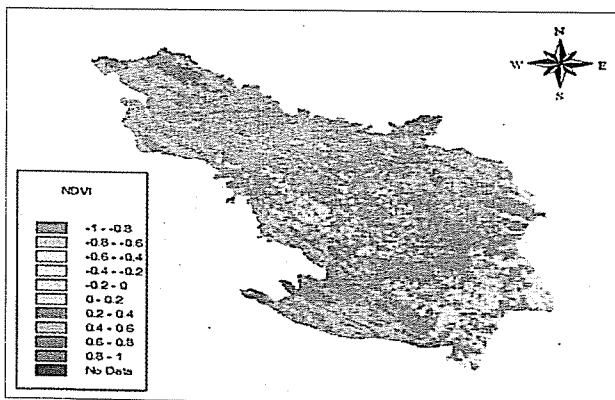 N
W E
S
NDVI
-1 - -0.8
-0.8 - -0.6
-0.6 - -0.4
-0.4 - -0.2
-0.2 - 0
0 - 0.2
0.2 - 0.4
0.4 - 0.6
0.6 - 0.8
0.8 - 1
No Data